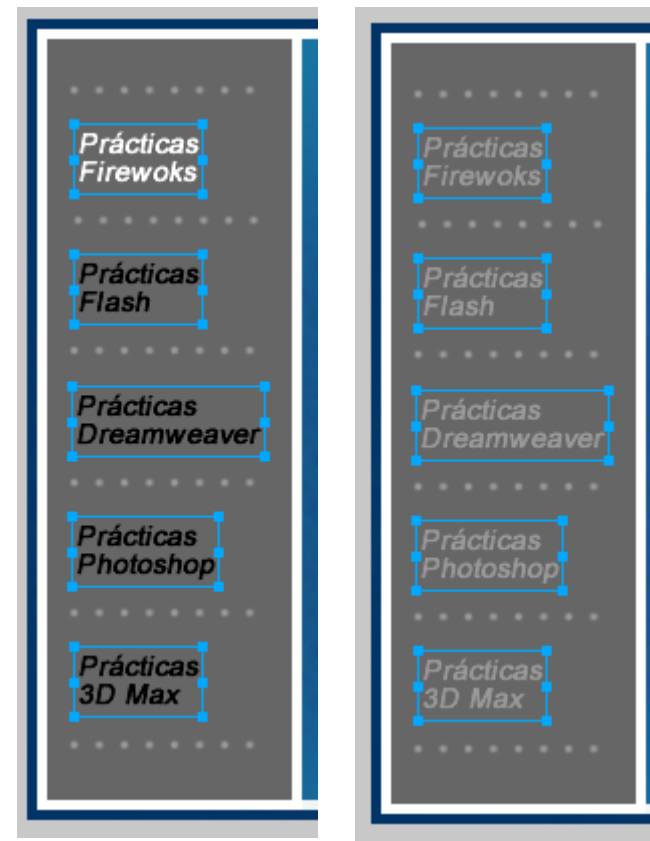 Prácticas
Firewoks
Prácticas
Flash
Prácticas
Dreamweaver
Prácticas
Photoshop
Prácticas
3D Max
Prácticas
Firewoks
Prácticas
Flash
Prácticas
Dreamweaver
Prácticas
Photoshop
Prácticas
3D Max